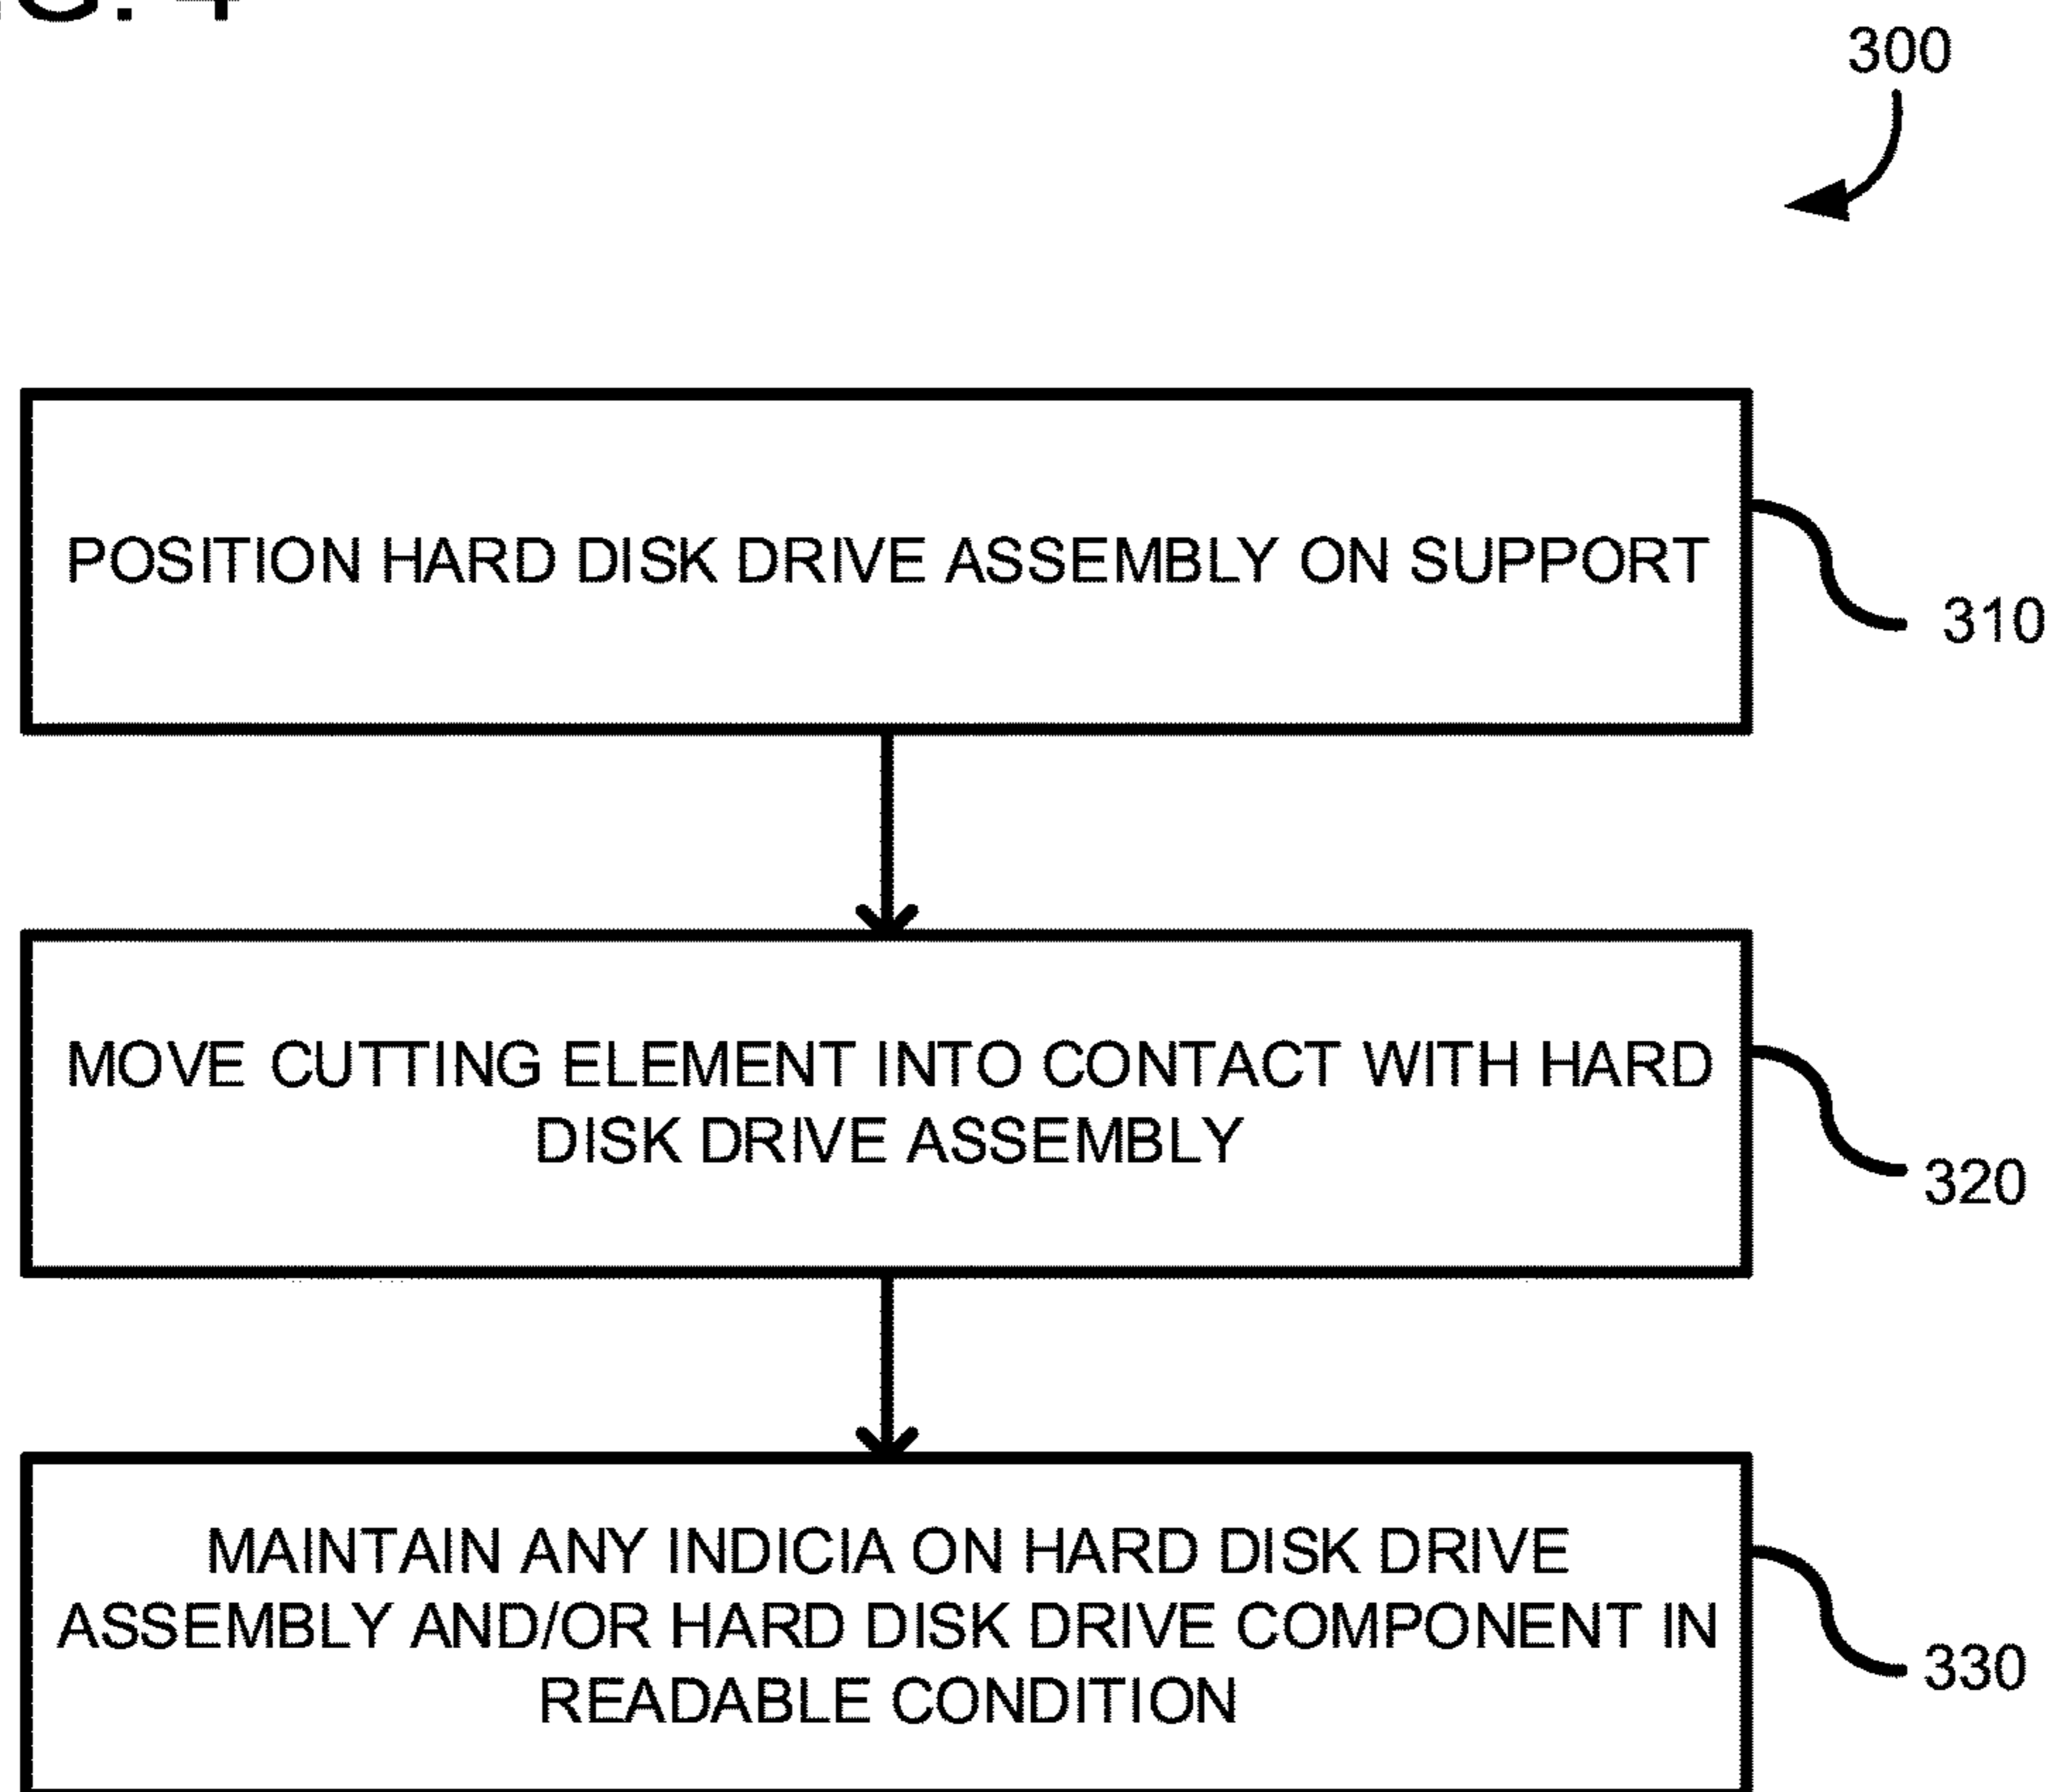 G. 4
300
POSITION HARD DISK DRIVE ASSEMBLY ON SUPPORT
310
MOVE CUTTING ELEMENT INTO CONTACT WITH HARD
DISK DRIVE ASSEMBLY
320
MAINTAIN ANY INDICIA ON HARD DISK DRIVE
ASSEMBLY AND/OR HARD DISK DRIVE COMPONENT IN
READABLE CONDITION
330